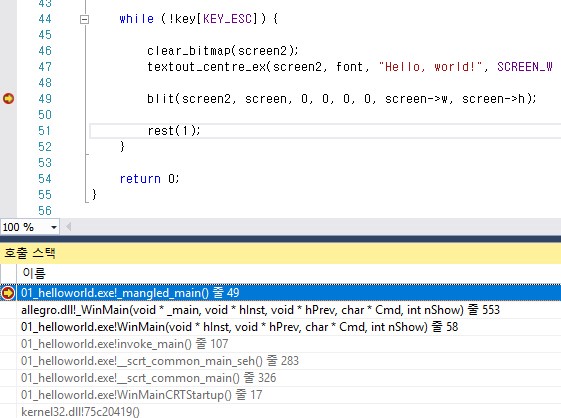 43
44 while (!key[KEY_ESC]) {
45
46 clear_bitmap(screen2);
47 textout_centre_ex(screen2, font, "Hello, world!", SCREEN_W
48
49 blit(screen2, screen, 0, 0, 0, 0, screen->w, screen->h);
50
51 rest(1);
52 }
53
54 return 0;
55 }
56
100 %
호출 스택
이름
01_helloworld.exe!_mangled_main() 줄 49
allegro.dll!_WinMain(void * _main, void * hInst, void * hPrev, char * Cmd, int nShow) 줄 553
01_helloworld.exe!WinMain(void * hInst, void * hPrev, char * Cmd, int nShow) 줄 58
01_helloworld.exe!invoke_main() 줄 107
01_helloworld.exe!__scrt_common_main_seh() 줄 283
01_helloworld.exe!__scrt_common_main() 줄 326
01_helloworld.exe!WinMainCRTStartup() 줄 17
kernel32.dll!75c20419()